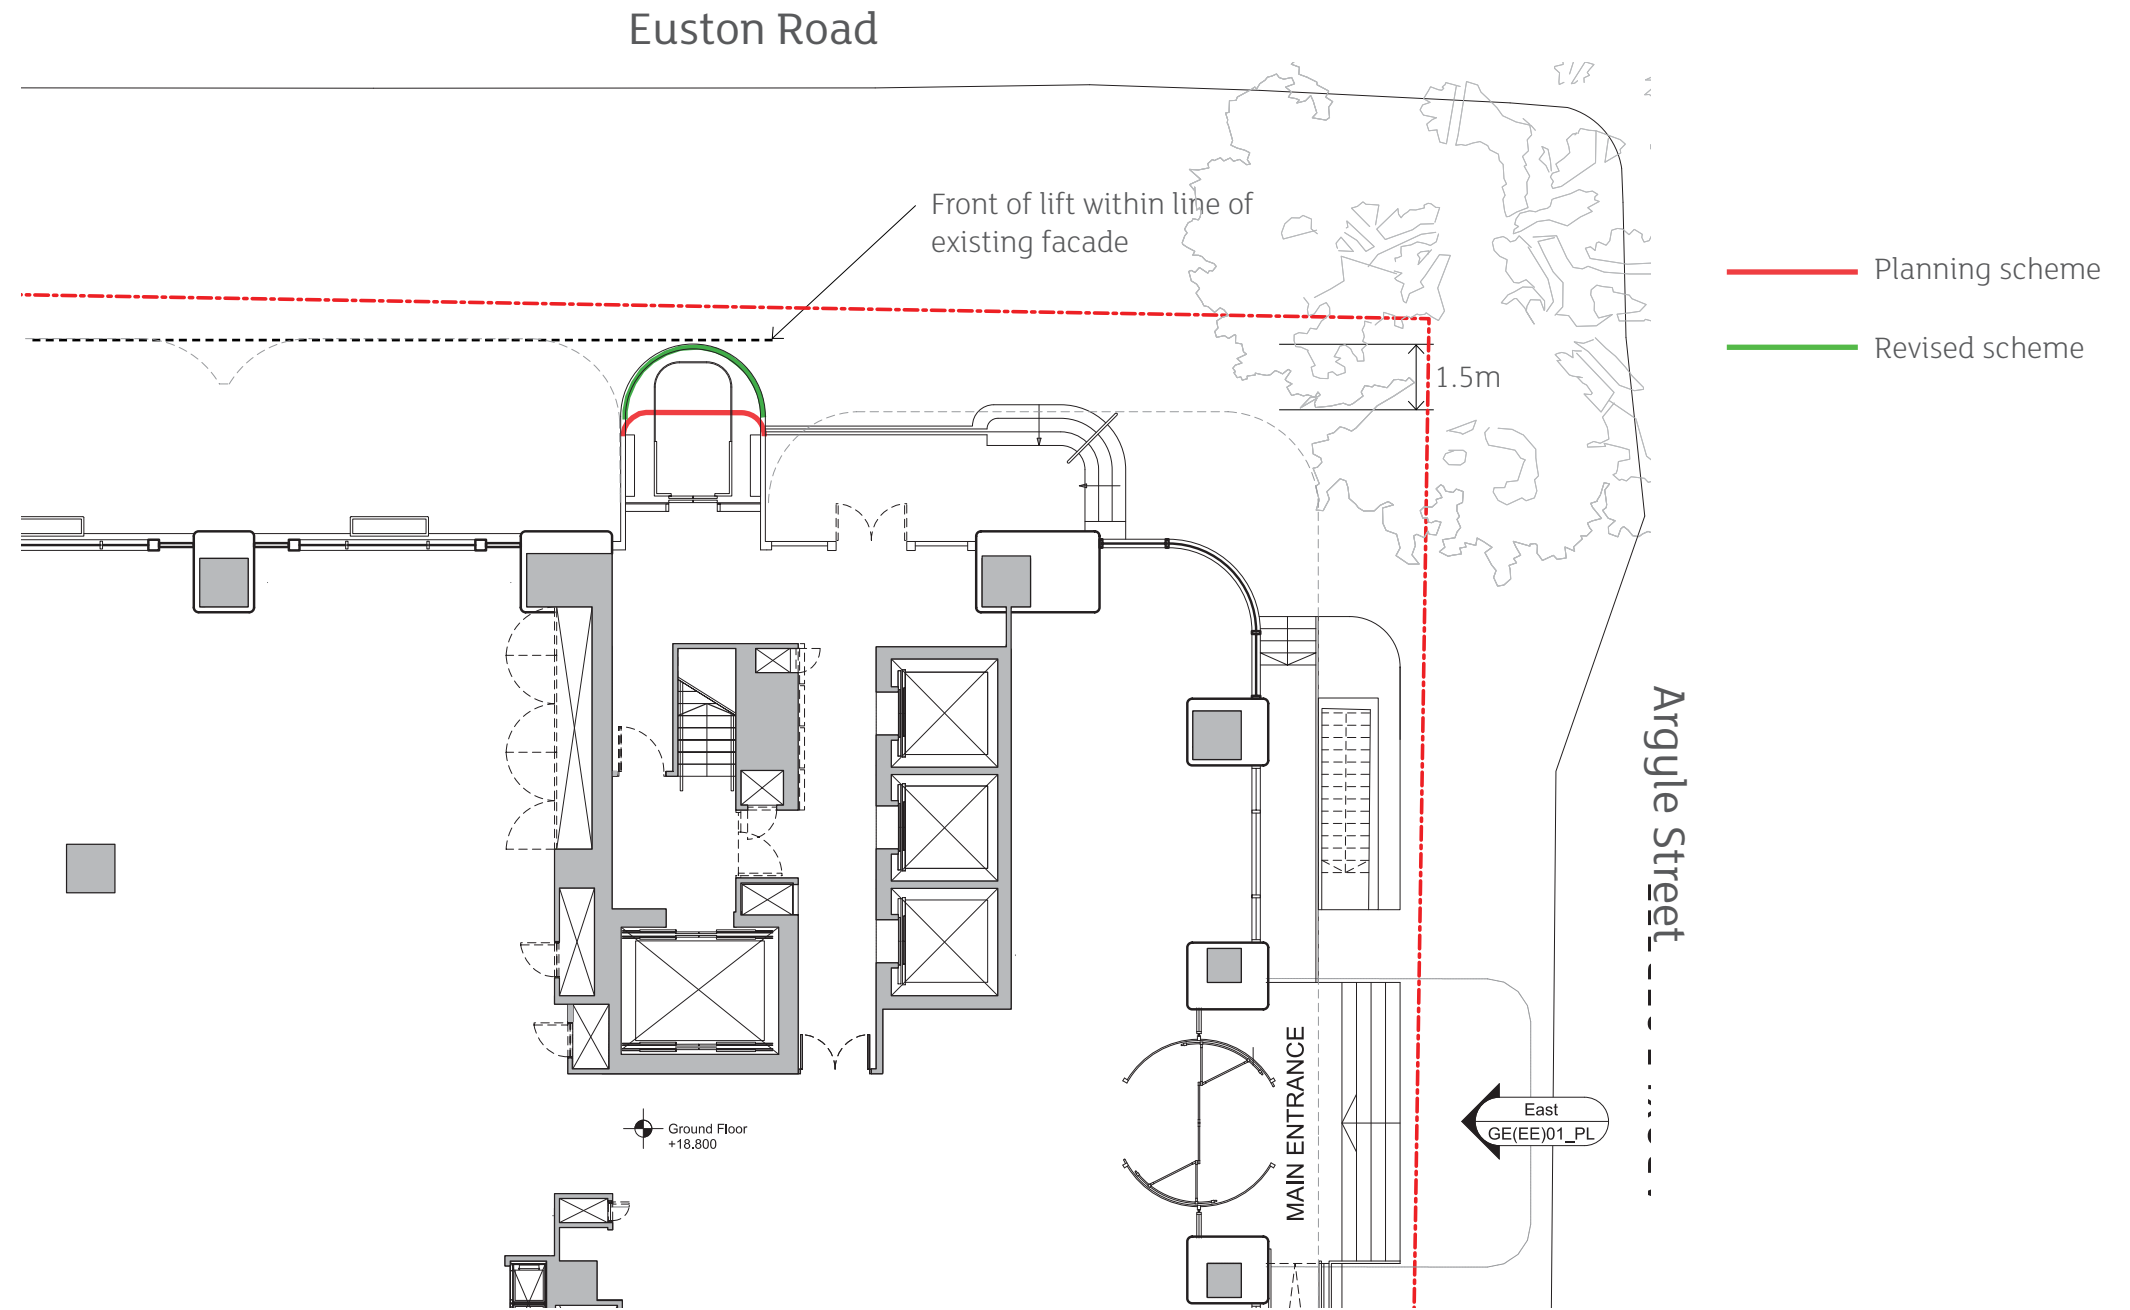 Euston Road
Front of lift within line of
existing facade
Planning scheme
Revised scheme
1.5m
Argyle Street
MAIN ENTRANCE
East
GE(EE)01_PL
Ground Floor
+18.800